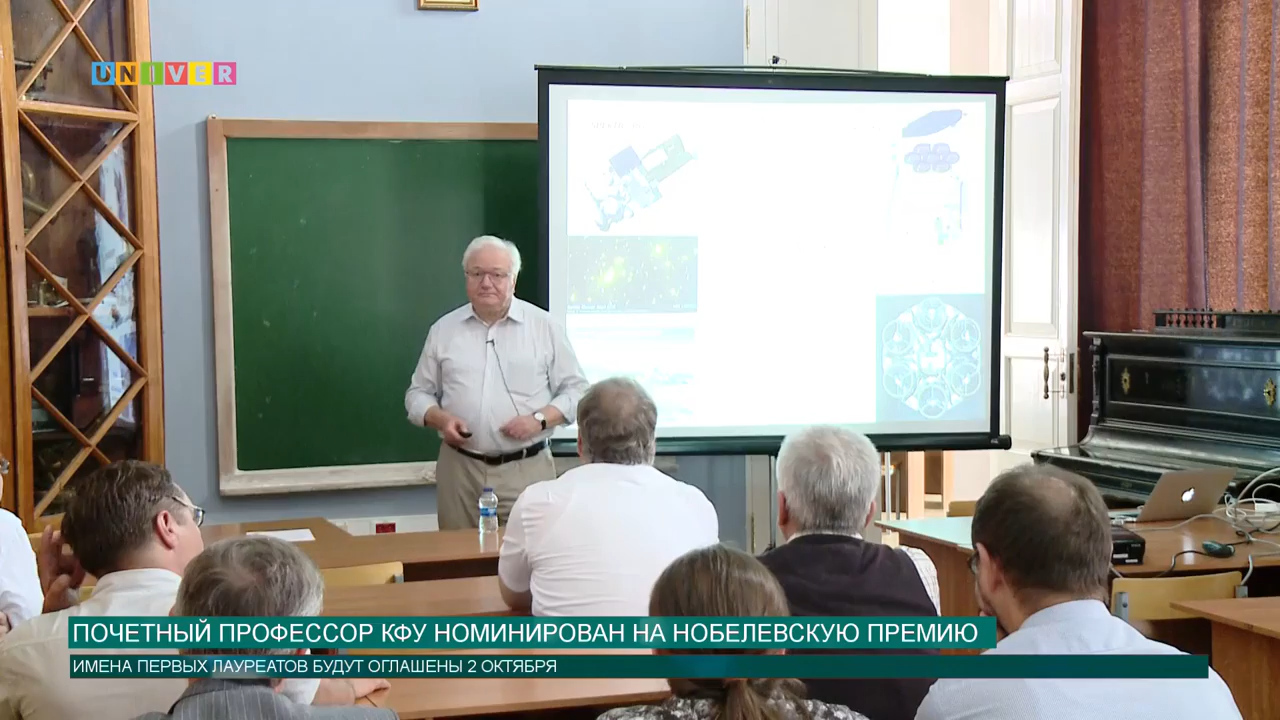 UNIVER
ПОЧЕТНЫЙ ПРОФЕССОР КФУ НОМИНИРОВАН НА НОБЕЛЕВСКУЮ ПРЕМИЮ
ИМЕНА ПЕРВЫХ ЛАУРЕАТОВ БУДУТ ОГЛАШЕНЫ 2 ОКТЯБРЯ